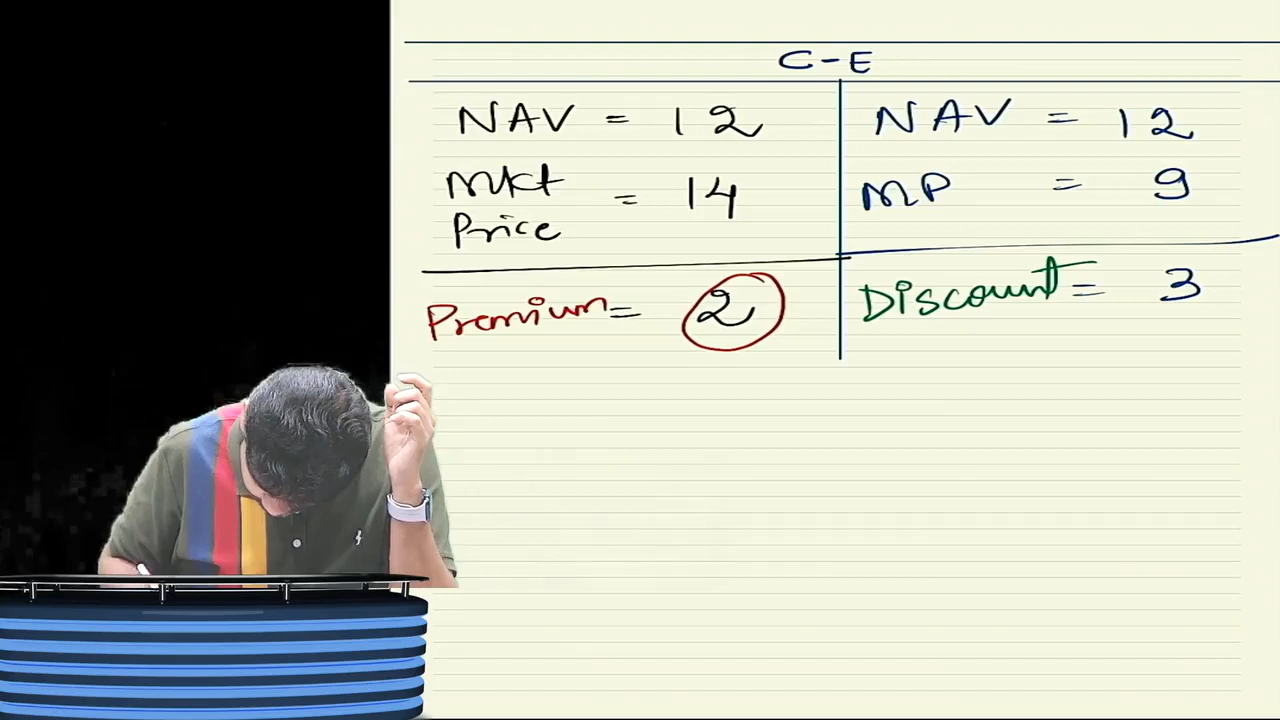 C-E
NAV = 12
Mkt Price = 14
Premium = 2
NAV = 12
MP = 9
Discount = 3